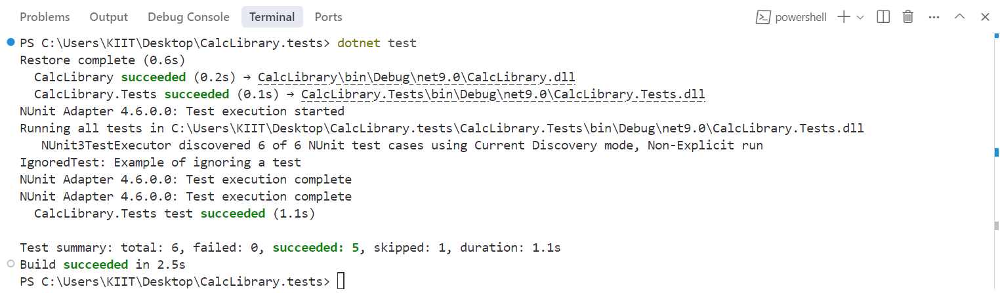 Problems Output Debug Console Terminal Ports powershell
PS C:\Users\KIIT\Desktop\CalcLibrary.tests> dotnet test
Restore complete (0.6s)
CalcLibrary succeeded (0.2s) → CalcLibrary\bin\Debug\net9.0\CalcLibrary.dll
CalcLibrary.Tests succeeded (0.1s) → CalcLibrary.Tests\bin\Debug\net9.0\CalcLibrary.Tests.dll
NUnit Adapter 4.6.0.0: Test execution started
Running all tests in C:\Users\KIIT\Desktop\CalcLibrary.tests\CalcLibrary.Tests\bin\Debug\net9.0\CalcLibrary.Tests.dll
NUnit3TestExecutor discovered 6 of 6 NUnit test cases using Current Discovery mode, Non-Explicit run
IgnoredTest: Example of ignoring a test
NUnit Adapter 4.6.0.0: Test execution complete
NUnit Adapter 4.6.0.0: Test execution complete
CalcLibrary.Tests test succeeded (1.1s)
Test summary: total: 6, failed: 0, succeeded: 5, skipped: 1, duration: 1.1s
Build succeeded in 2.5s
PS C:\Users\KIIT\Desktop\CalcLibrary.tests>